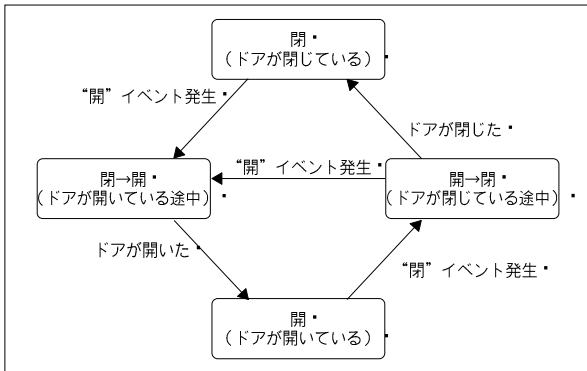 閉
（ドアが閉じている）
“開”イベント発生
ドアが閉じた
“開”イベント発生
閉→開
（ドアが開いている途中）
開→閉
（ドアが閉じている途中）
ドアが開いた
“閉”イベント発生
開
（ドアが開いている）